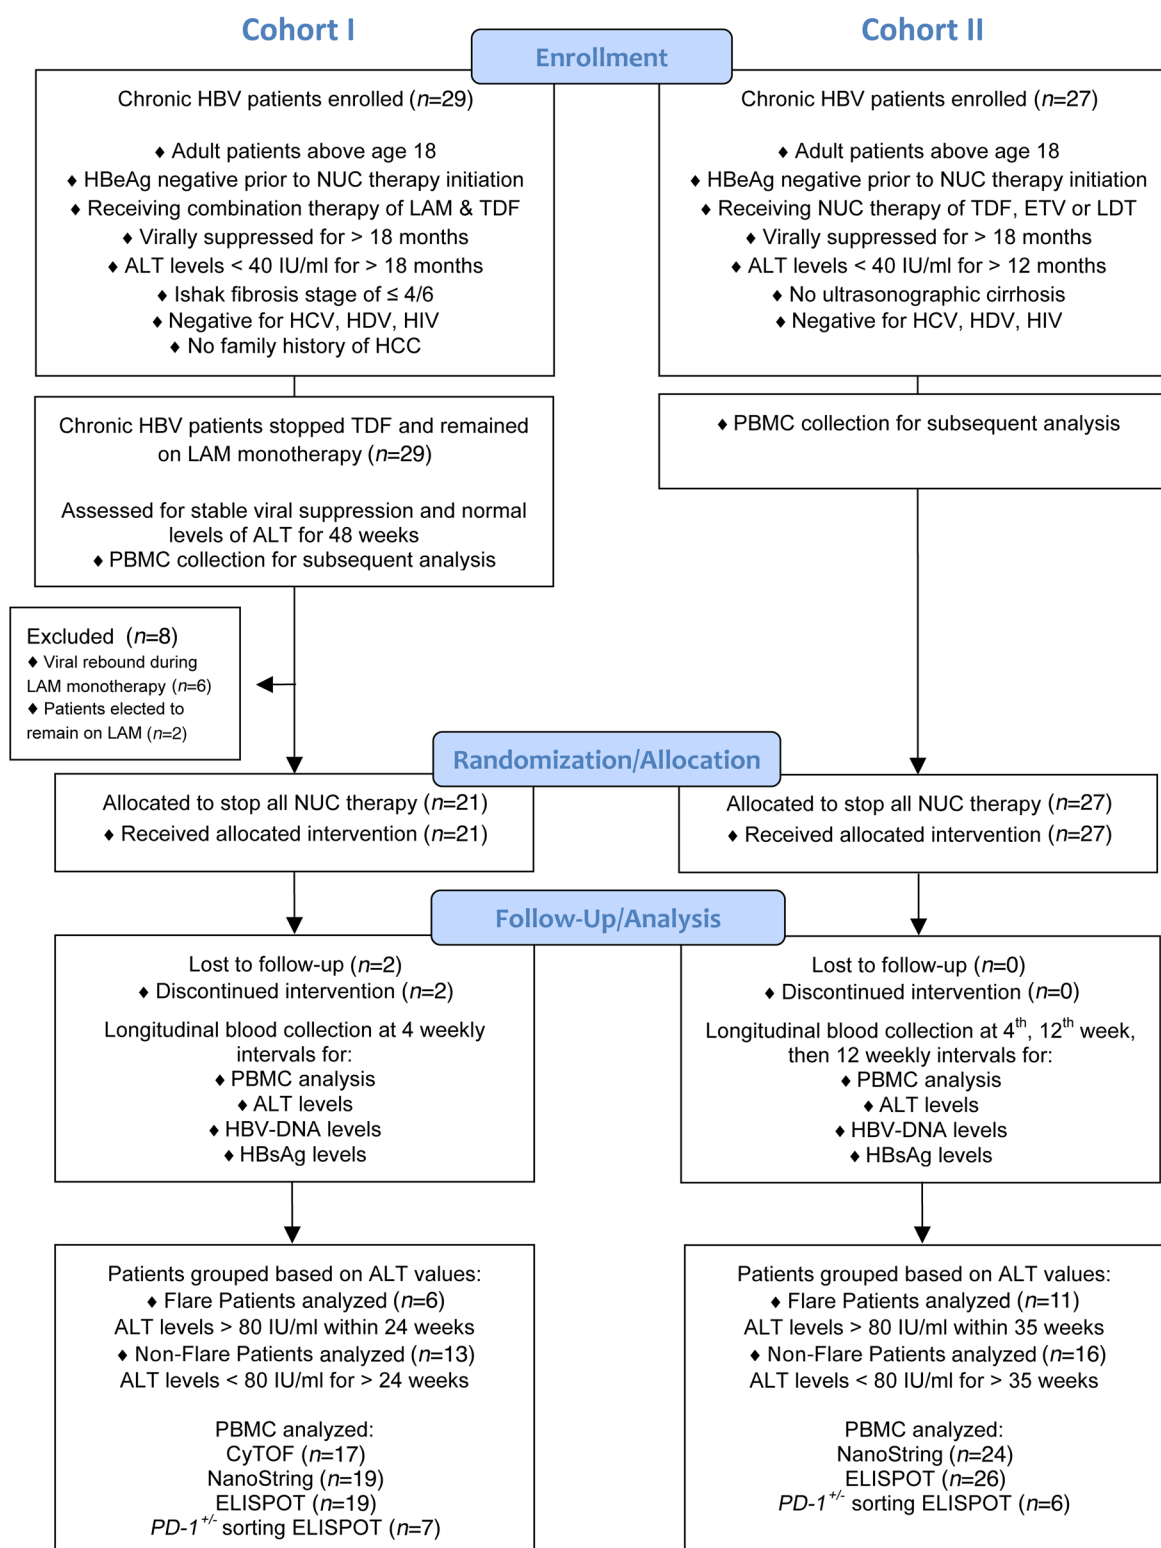 Cohort I
Cohort II
Enrollment
Chronic HBV patients enrolled (n=29)
♦ Adult patients above age 18
♦ HBeAg negative prior to NUC therapy initiation
♦ Receiving combination therapy of LAM & TDF
♦ Virally suppressed for > 18 months
♦ ALT levels < 40 IU/ml for > 18 months
♦ Ishak fibrosis stage of ≤ 4/6
♦ Negative for HCV, HDV, HIV
♦ No family history of HCC
Chronic HBV patients enrolled (n=27)
♦ Adult patients above age 18
♦ HBeAg negative prior to NUC therapy initiation
♦ Receiving NUC therapy of TDF, ETV or LDT
♦ Virally suppressed for > 18 months
♦ ALT levels < 40 IU/ml for > 12 months
♦ No ultrasonographic cirrhosis
♦ Negative for HCV, HDV, HIV
Chronic HBV patients stopped TDF and remained
on LAM monotherapy (n=29)
Assessed for stable viral suppression and normal
levels of ALT for 48 weeks
♦ PBMC collection for subsequent analysis
♦ PBMC collection for subsequent analysis
Excluded (n=8)
♦ Viral rebound during
LAM monotherapy (n=6)
♦ Patients elected to
remain on LAM (n=2)
Randomization/Allocation
Allocated to stop all NUC therapy (n=21)
♦ Received allocated intervention (n=21)
Allocated to stop all NUC therapy (n=27)
♦ Received allocated intervention (n=27)
Follow-Up/Analysis
Lost to follow-up (n=2)
♦ Discontinued intervention (n=2)
Longitudinal blood collection at 4 weekly
intervals for:
♦ PBMC analysis
♦ ALT levels
♦ HBV-DNA levels
♦ HBsAg levels
Lost to follow-up (n=0)
♦ Discontinued intervention (n=0)
Longitudinal blood collection at 4th, 12th week,
then 12 weekly intervals for:
♦ PBMC analysis
♦ ALT levels
♦ HBV-DNA levels
♦ HBsAg levels
Patients grouped based on ALT values:
♦ Flare Patients analyzed (n=6)
ALT levels > 80 IU/ml within 24 weeks
♦ Non-Flare Patients analyzed (n=13)
ALT levels < 80 IU/ml for > 24 weeks
PBMC analyzed:
CyTOF (n=17)
NanoString (n=19)
ELISPOT (n=19)
PD-1+/- sorting ELISPOT (n=7)
Patients grouped based on ALT values:
♦ Flare Patients analyzed (n=11)
ALT levels > 80 IU/ml within 35 weeks
♦ Non-Flare Patients analyzed (n=16)
ALT levels < 80 IU/ml for > 35 weeks
PBMC analyzed:
NanoString (n=24)
ELISPOT (n=26)
PD-1+/- sorting ELISPOT (n=6)